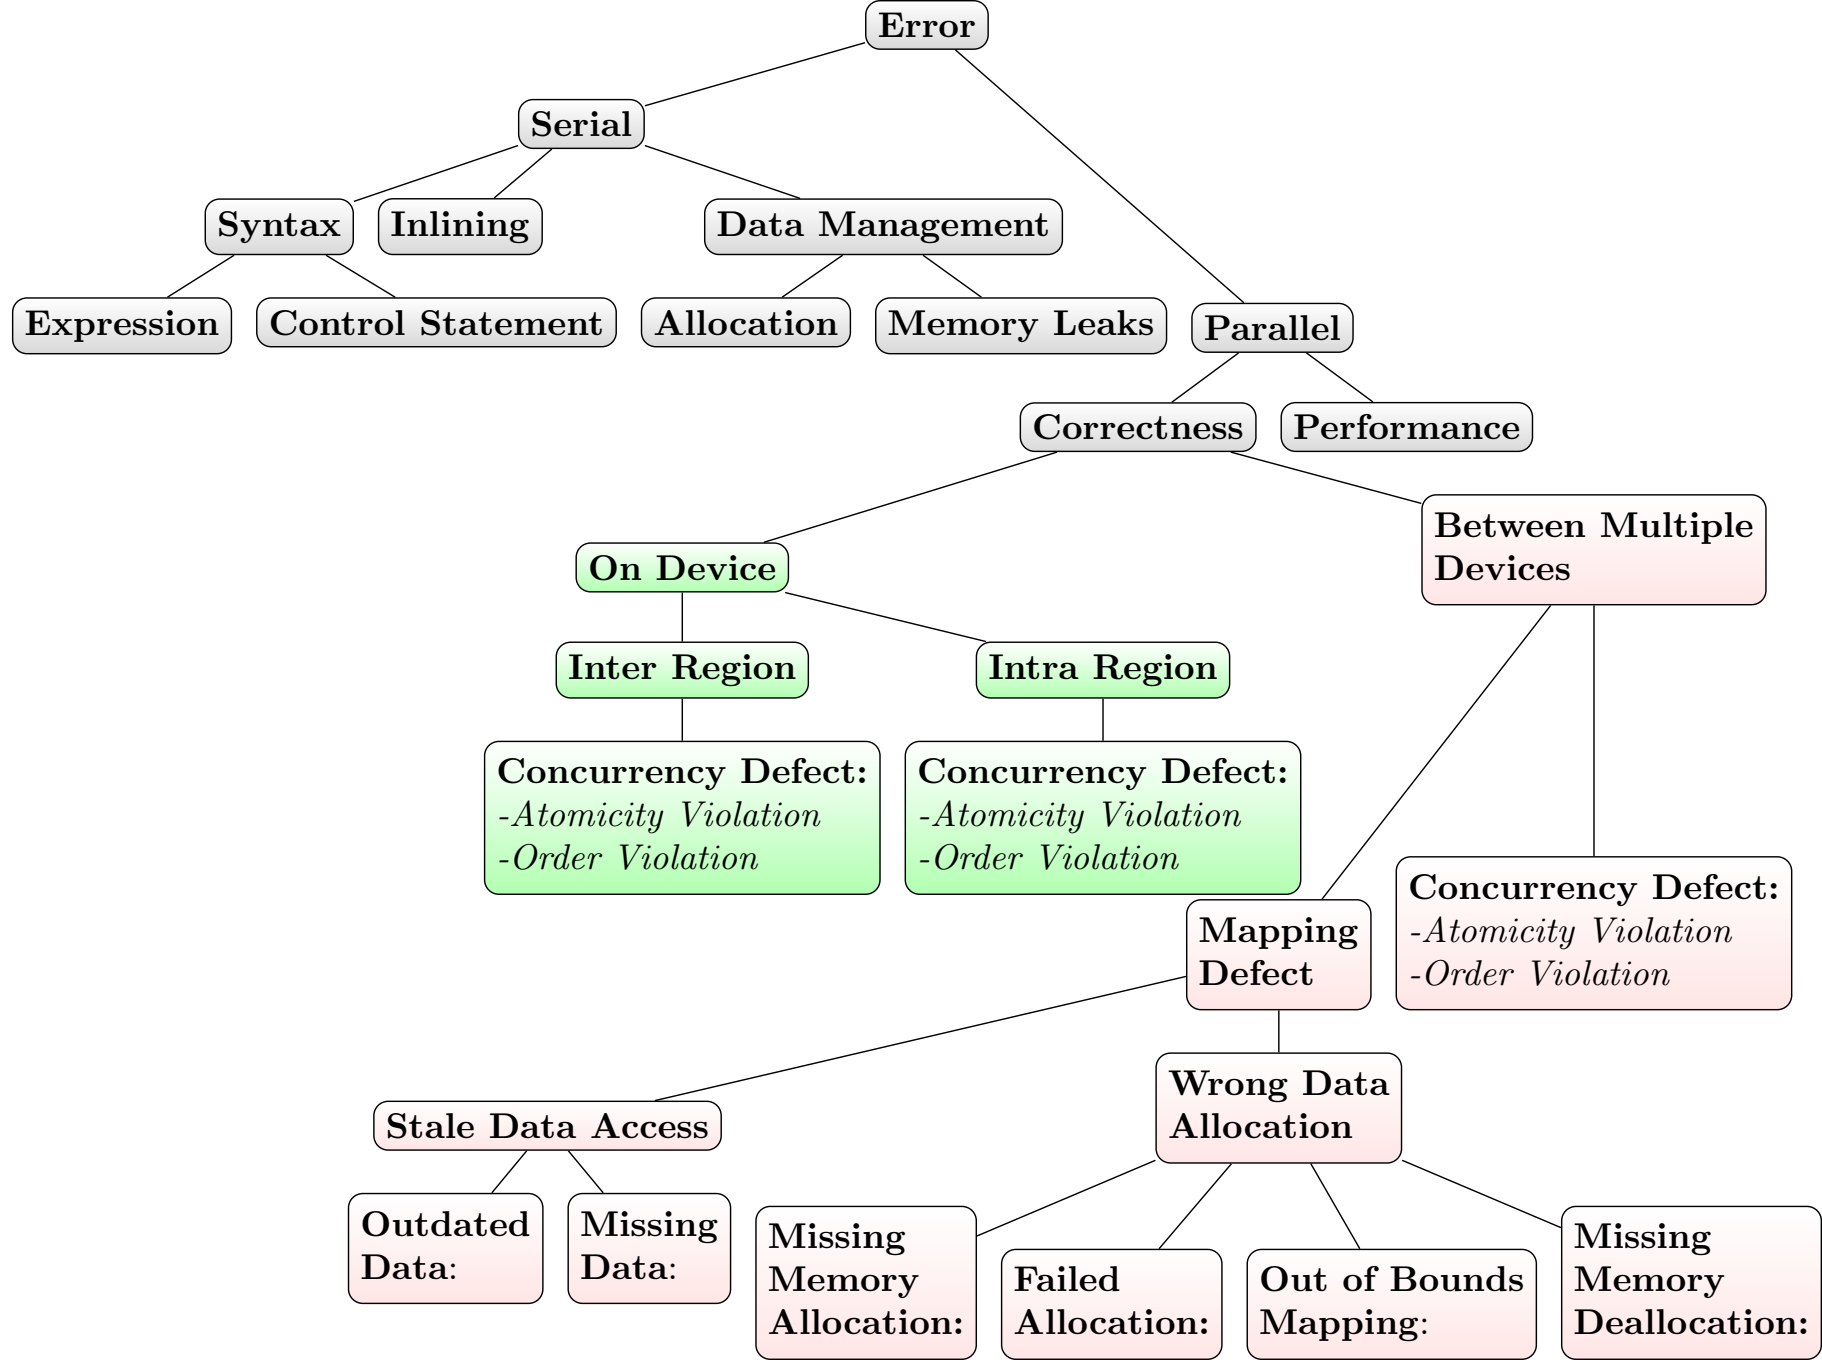 Error
Serial
Syntax
Inlining
Data Management
Expression
Control Statement
Allocation
Memory Leaks
Parallel
Correctness
Performance
Between Multiple
Devices
On Device
Inter Region
Intra Region
Concurrency Defect:
-Atomicity Violation
-Order Violation
Concurrency Defect:
-Atomicity Violation
-Order Violation
Mapping
Defect
Concurrency Defect:
-Atomicity Violation
-Order Violation
Stale Data Access
Wrong Data
Allocation
Outdated
Data:
Missing
Data:
Missing
Memory
Allocation:
Failed
Allocation:
Out of Bounds
Mapping:
Missing
Memory
Deallocation: